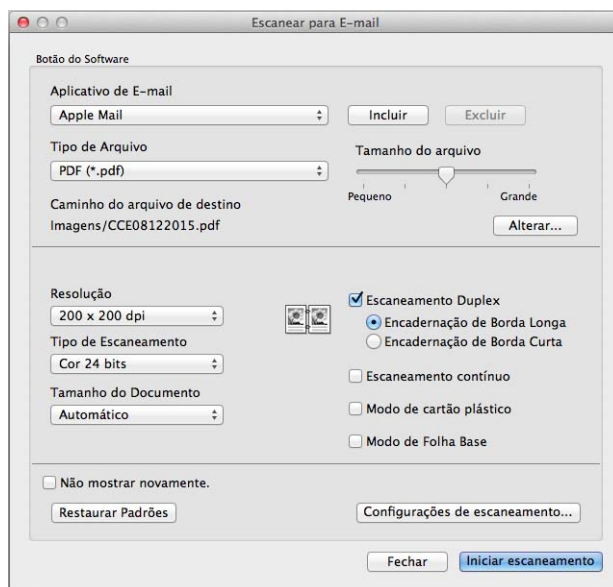 Escanear para E-mail
Botão do Software
Aplicativo de E-mail
Apple Mail
Incluir
Excluir
Tipo de Arquivo
PDF (*.pdf)
Tamanho do arquivo
Pequeno
Grande
Caminho do arquivo de destino
Imagens/CCE08122015.pdf
Alterar...
Resolução
200 x 200 dpi
Tipo de Escaneamento
Cor 24 bits
Tamanho do Documento
Automático
Escaneamento Duplex
Encadernação de Borda Longa
Encadernação de Borda Curta
Escaneamento contínuo
Modo de cartão plástico
Modo de Folha Base
Não mostrar novamente.
Restaurar Padrões
Configurações de escaneamento...
Fechar
Iniciar escaneamento